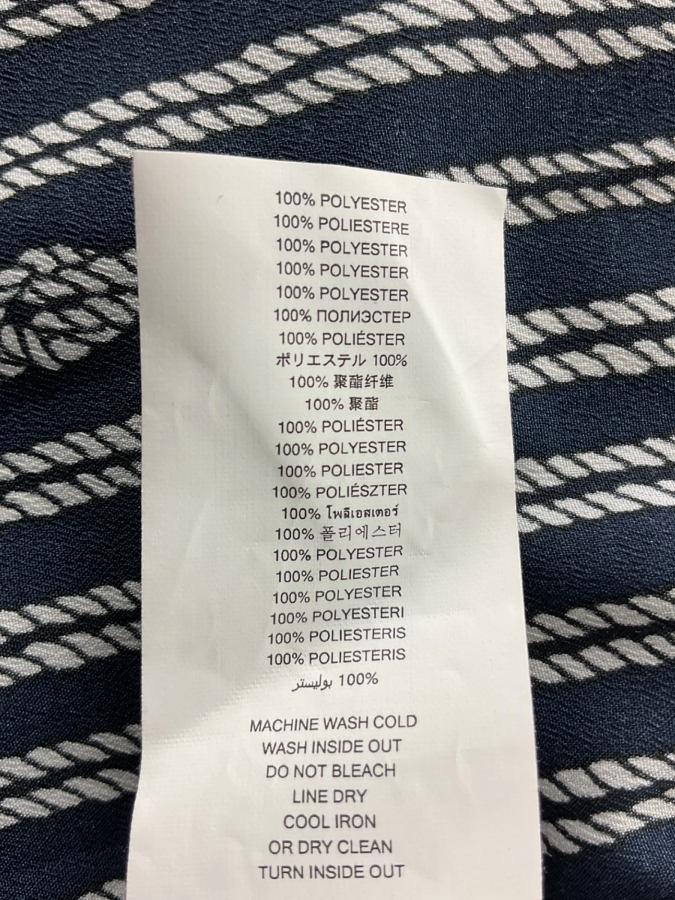 100% POLYESTER
100% POLIESTERE
100% POLYESTER
100% POLYESTER
100% POLYESTER
100% ПОЛИЭСТЕР
100% POLIÉSTER
ポリエステル 100%
100% 聚酯纤维
100% 聚酯
100% POLIÉSTER
100% POLYESTER
100% POLIESTER
100% POLIÉSZTER
100% โพลีเอสเตอร์
100% 폴리에스터
100% POLYESTER
100% POLIESTER
100% POLYESTER
100% POLYESTERI
100% POLIESTERIS
100% POLIESTERIS
100% بوليستر
MACHINE WASH COLD
WASH INSIDE OUT
DO NOT BLEACH
LINE DRY
COOL IRON
OR DRY CLEAN
TURN INSIDE OUT